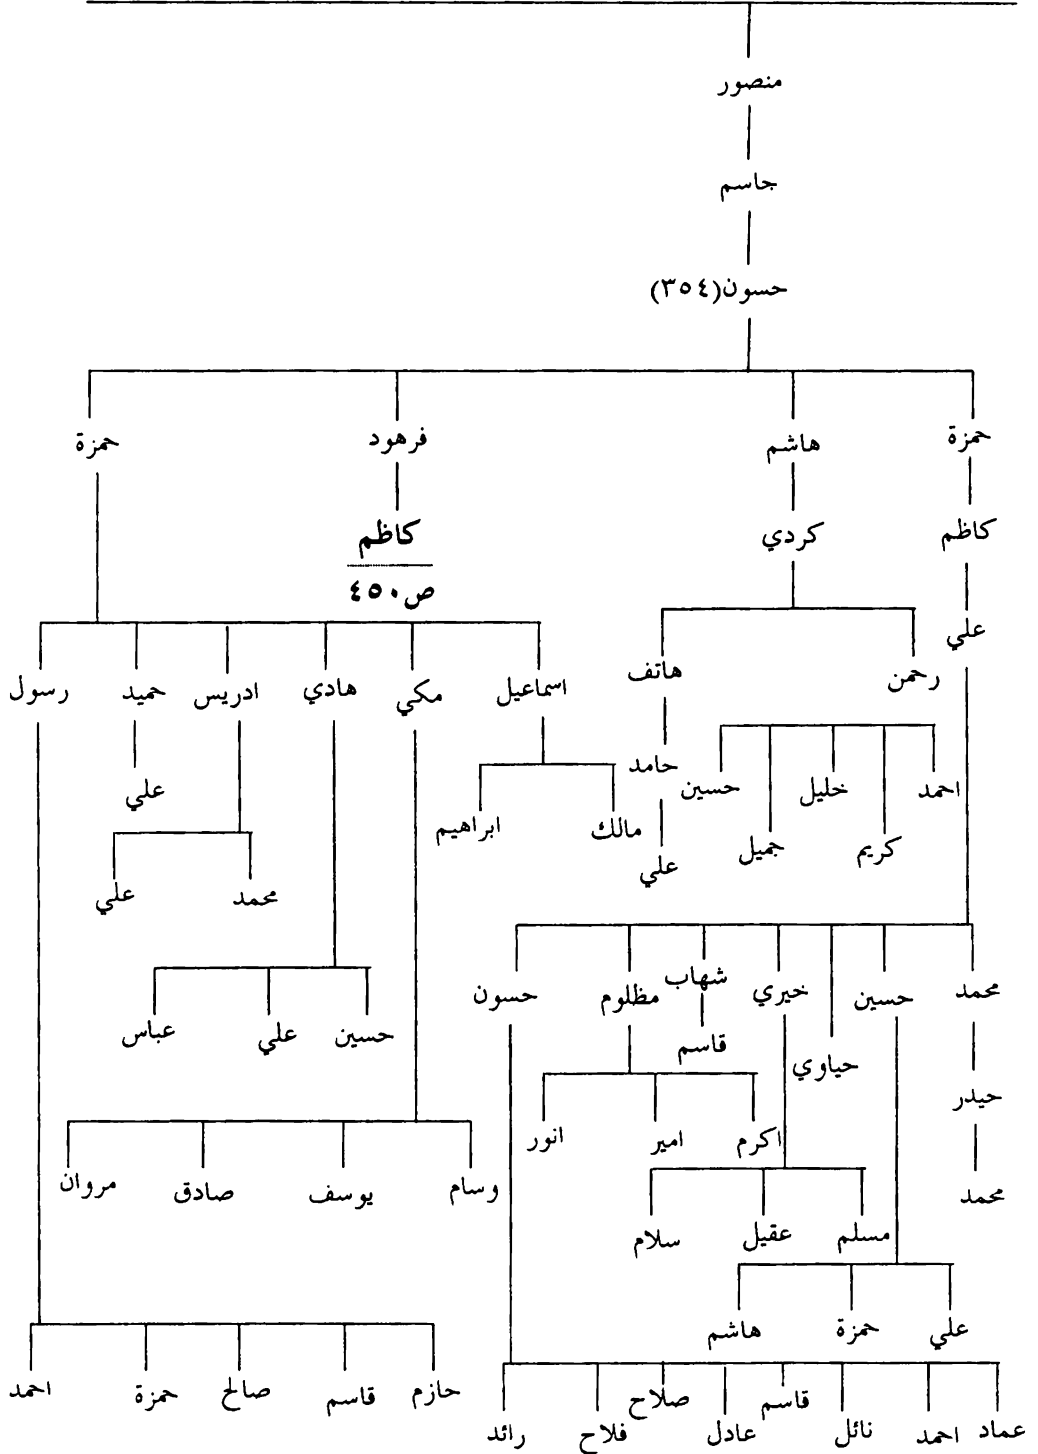 منصور
جاسم
حسون(٣٥٤)
حمزة هاشم فرهود حمزة
كاظم كردي كاظم
ص٤٥٠
علي
رحمن هاتف اسماعيل مكي هادي ادريس حميد رسول
احمد خليل حسين حامد علي
كريم جميل مالك ابراهيم
علي محمد علي
محمد حسين خيري شهاب مظلوم حسون
حياوي قاسم حسين علي عباس
حيدر
اكرم امير انور
محمد وسام يوسف صادق مروان
مسلم عقيل سلام
علي حمزة هاشم
قاسم صلاح حازم قاسم صالح حمزة احمد
عماد احمد نائل عادل فلاح رائد